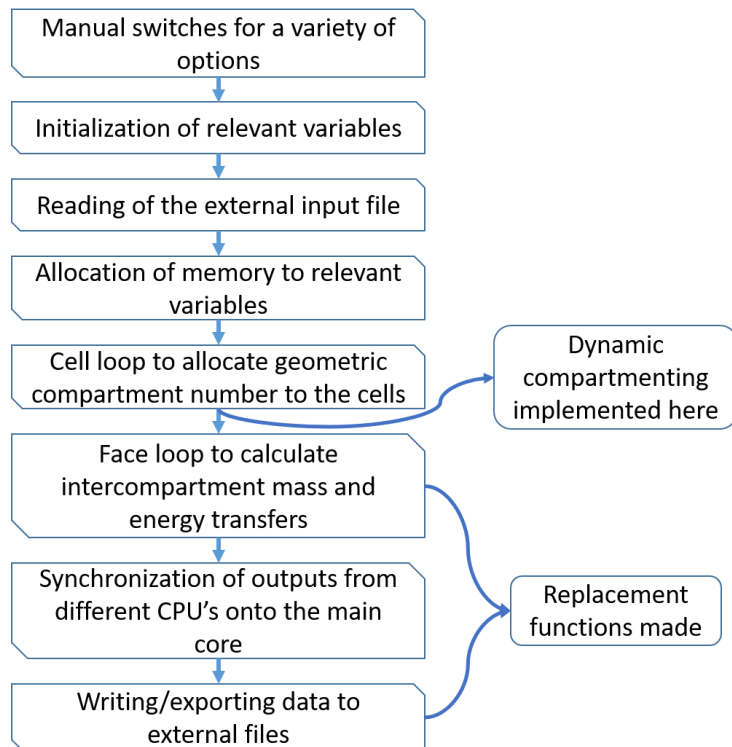 Manual switches for a variety of
options
Initialization of relevant variables
Reading of the external input file
Allocation of memory to relevant
variables
Cell loop to allocate geometric
compartment number to the cells
Dynamic
compartmenting
implemented here
Face loop to calculate
intercompartment mass and
energy transfers
Synchronization of outputs from
different CPU's onto the main
core
Replacement
functions made
Writing/exporting data to
external files